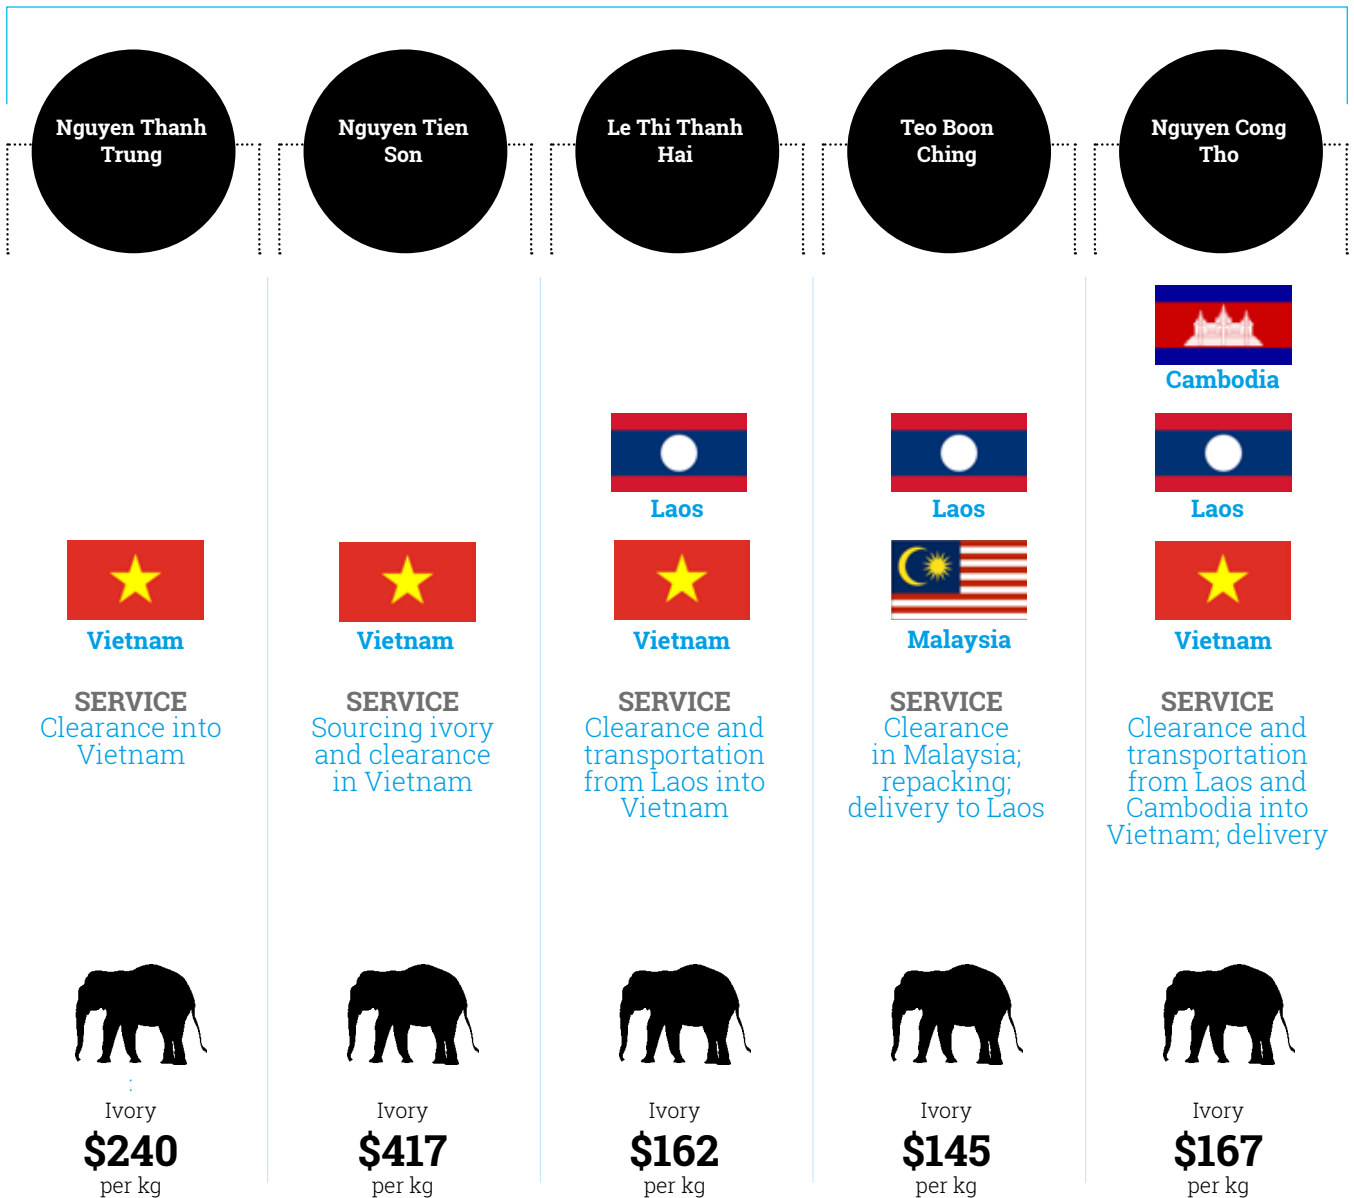 Nguyen Thanh
Trung
Nguyen Tien
Son
Le Thi Thanh
Hai
Teo Boon
Ching
Nguyen Cong
Tho
Cambodia
Laos
Laos
Laos
Vietnam
Vietnam
Vietnam
Malaysia
Vietnam
SERVICE
Clearance into
Vietnam
SERVICE
Sourcing ivory
and clearance
in Vietnam
SERVICE
Clearance and
transportation
from Laos into
Vietnam
SERVICE
Clearance
in Malaysia;
repacking;
delivery to Laos
SERVICE
Clearance and
transportation
from Laos and
Cambodia into
Vietnam; delivery
:
Ivory
$240
per kg
Ivory
$417
per kg
Ivory
$162
per kg
Ivory
$145
per kg
Ivory
$167
per kg